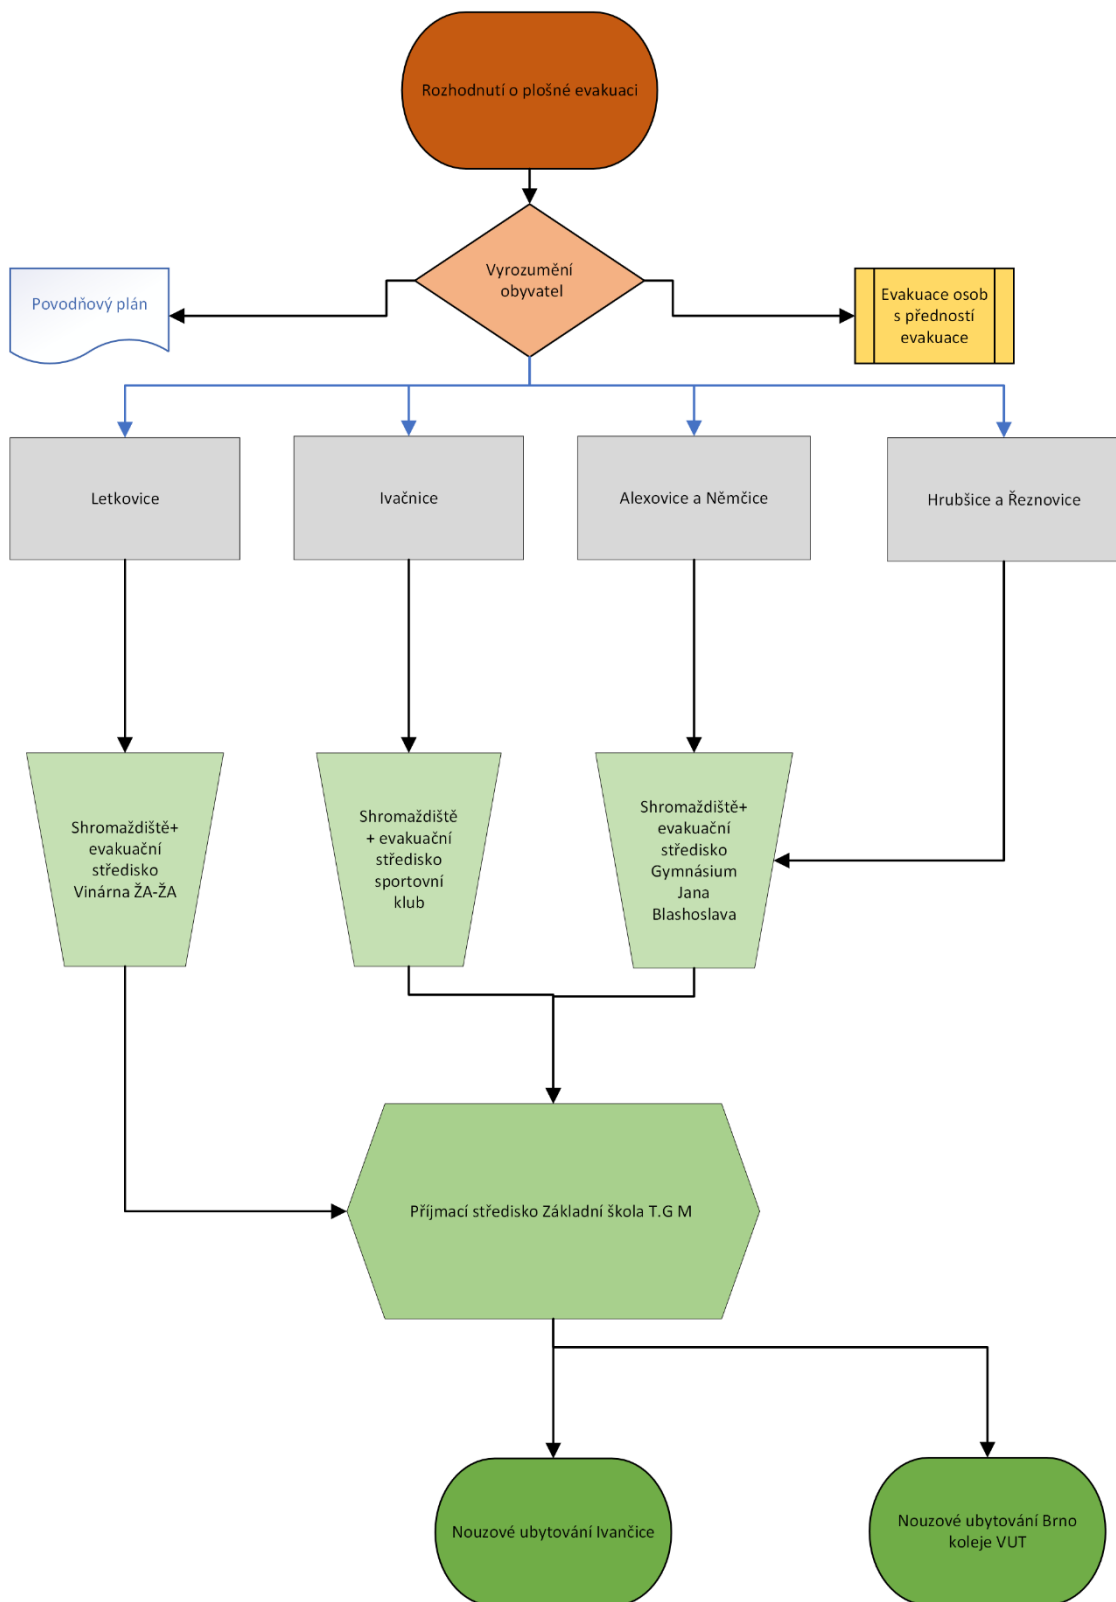 Rozhodnutí o plošné evakuaci
Vyrozumění
obyvatel
Povodňový plán
Evakuace osob
s předností
evakuace
Letkovice
Ivačnice
Alexovice a Němčice
Hrubšice a Řeznovice
Shromaždiště+
evakuační
středisko
Vinárna ŽA-ŽA
Shromaždiště
+ evakuační
středisko
sportovní
klub
Shromaždiště+
evakuační
středisko
Gymnásium
Jana
Blashoslava
Příjmací středisko Základní škola T.G M
Nouzové ubytování Ivančice
Nouzové ubytování Brno
koleje VUT